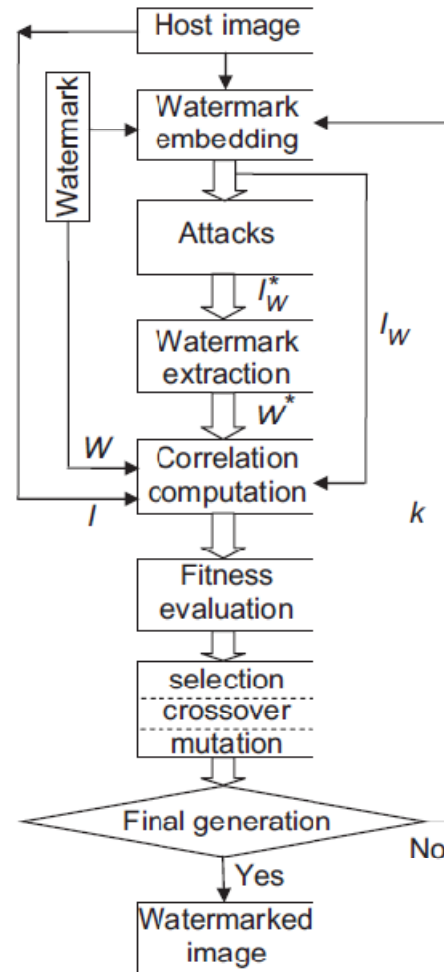 Host image
Watermark
Watermark
embedding
Attacks
I*W
IW
Watermark
extraction
W*
W
Correlation
computation
I
k
Fitness
evaluation
selection
crossover
mutation
Final generation
No
Yes
Watermarked
image